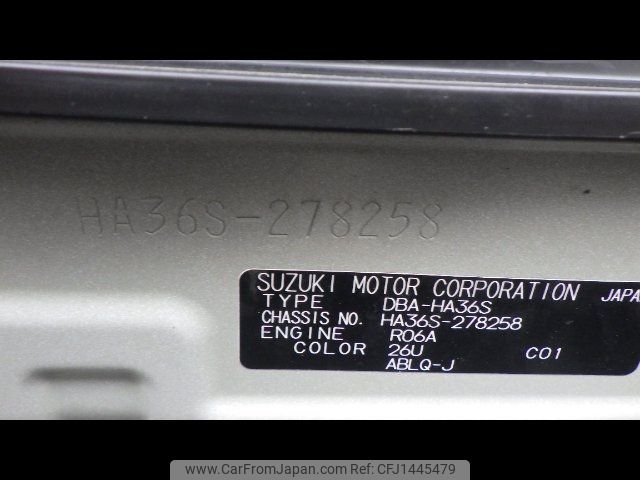 HA36S-278258
SUZUKI MOTOR CORPORATION JAPA
TYPE DBA-HA36S
CHASSIS NO. HA36S-278258
ENGINE R06A
COLOR 26U C01
ABLQ-J
www.CarFromJapan.com CFJ1445479